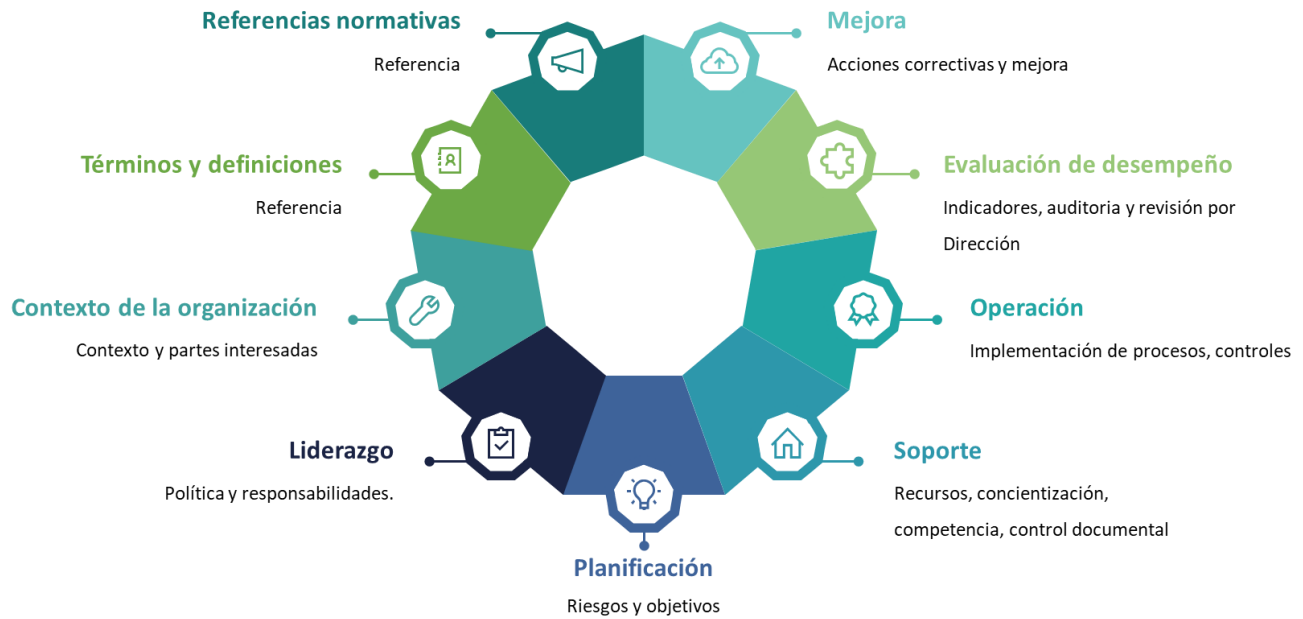 Referencias normativas
Referencia
Términos y definiciones
Referencia
Contexto de la organización
Contexto y partes interesadas
Liderazgo
Política y responsabilidades.
Planificación
Riesgos y objetivos
Soporte
Recursos, concientización,
competencia, control documental
Operación
Implementación de procesos, controles
Evaluación de desempeño
Indicadores, auditoria y revisión por
Dirección
Mejora
Acciones correctivas y mejora